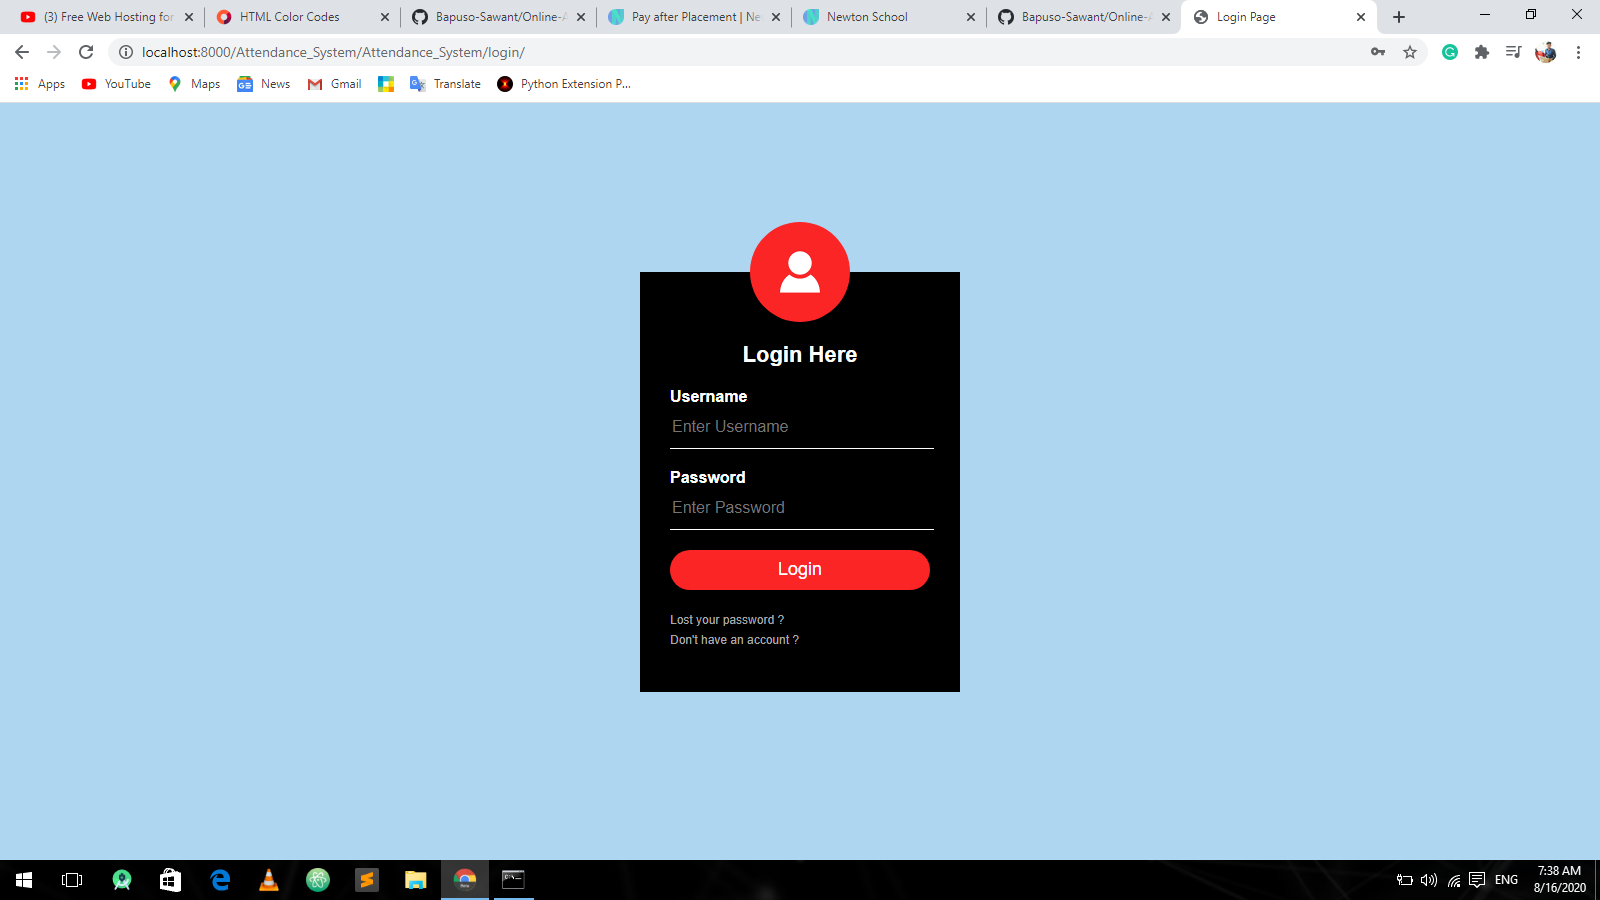 (3) Free Web Hosting for
HTML Color Codes
Bapuso-Sawant/Online-A
Pay after Placement | Ne
Newton School
Bapuso-Sawant/Online-A
Login Page
localhost:8000/Attendance_System/Attendance_System/login/
Apps
YouTube
Maps
News
Gmail
Translate
Python Extension P...
Login Here
Username
Enter Username
Password
Enter Password
Login
Lost your password ?
Don't have an account ?
ENG
7:38 AM
8/16/2020